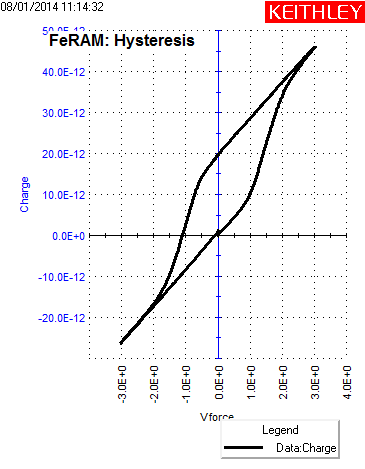 08/01/2014 11:14:32
KEITHLEY
FeRAM: Hysteresis
50.0E-12
40.0E-12
30.0E-12
20.0E-12
10.0E-12
0.0E+0
-10.0E-12
-20.0E-12
Charge
-3.0E+0
-2.0E+0
-1.0E+0
0.0E+0
1.0E+0
2.0E+0
3.0E+0
4.0E+0
Vforce
Legend
Data:Charge